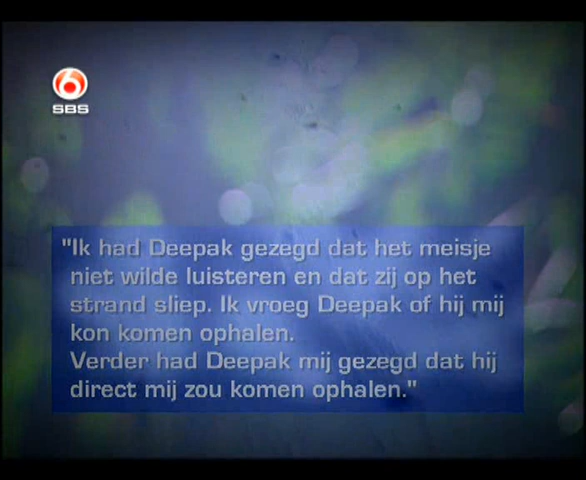 6
SBS
"Ik had Deepak gezegd dat het meisje
niet wilde luisteren en dat zij op het
strand sliep. Ik vroeg Deepak of hij mij
kon komen ophalen.
Verder had Deepak mij gezegd dat hij
direct mij zou komen ophalen."